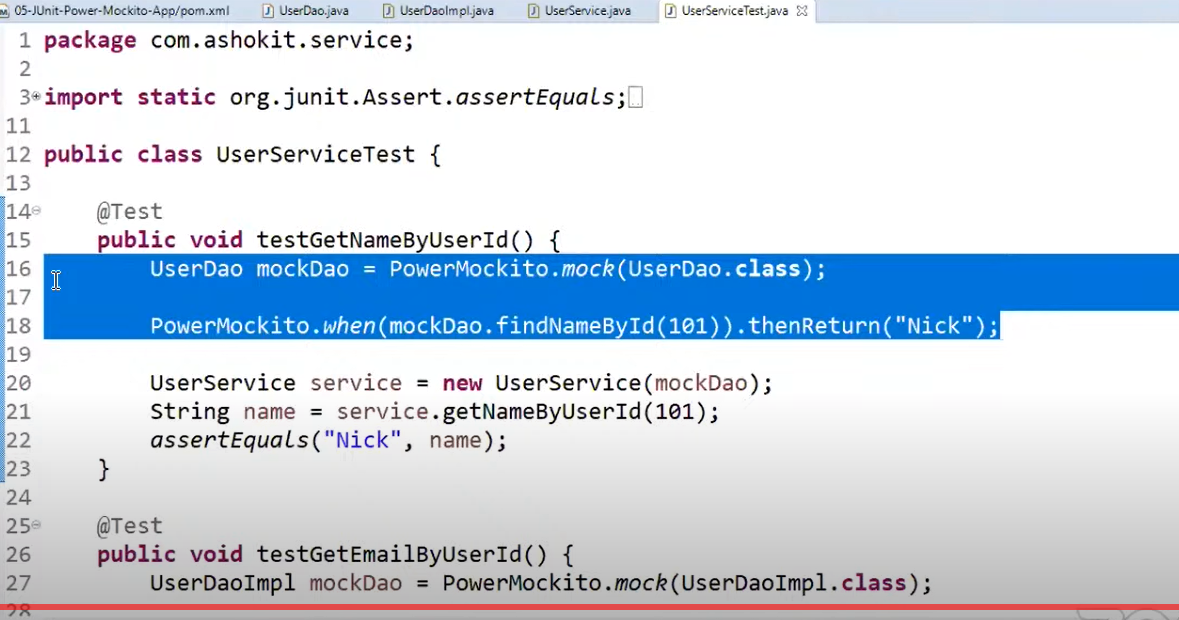 05-JUnit-Power-Mockito-App/pom.xml UserDao.java UserDaoImpl.java UserService.java UserServiceTest.java
1 package com.ashokit.service;
2
3 import static org.junit.Assert.assertEquals;
11
12 public class UserServiceTest {
13
14 @Test
15 public void testGetNameByUserId() {
16 UserDao mockDao = PowerMockito.mock(UserDao.class);
17
18 PowerMockito.when(mockDao.findNameById(101)).thenReturn("Nick");
19
20 UserService service = new UserService(mockDao);
21 String name = service.getNameByUserId(101);
22 assertEquals("Nick", name);
23 }
24
25 @Test
26 public void testGetEmailByUserId() {
27 UserDaoImpl mockDao = PowerMockito.mock(UserDaoImpl.class);
28